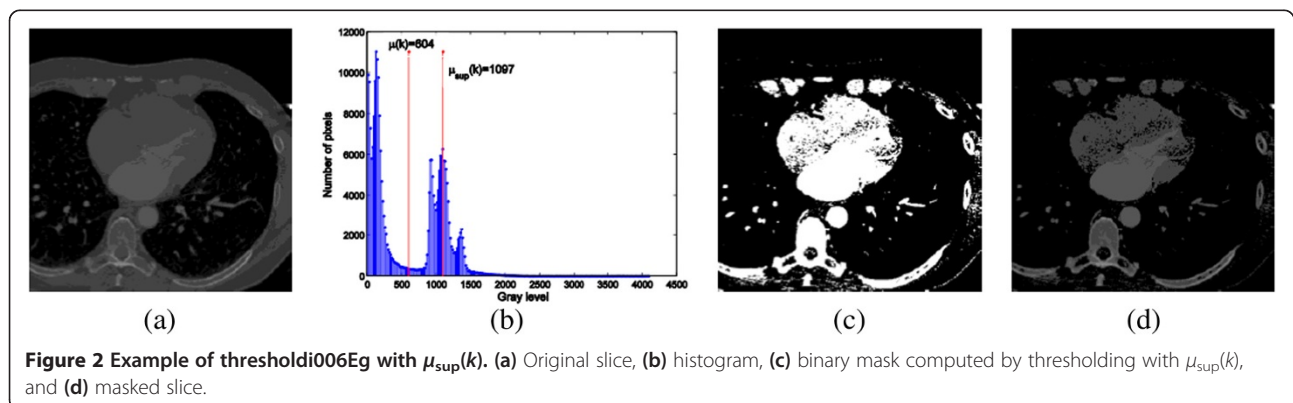 12000
10000
8000
6000
4000
2000
0
Number of pixels
μ(k)=604
μsup(k)=1097
0 500 1000 1500 2000 2500 3000 3500 4000 4500
Gray level
(a) (b) (c) (d)
Figure 2 Example of thresholdi006Eg with μsup(k). (a) Original slice, (b) histogram, (c) binary mask computed by thresholding with μsup(k),
and (d) masked slice.